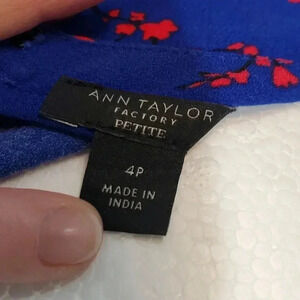 ANN TAYLOR
FACTORY
PETITE
4P
MADE IN
INDIA